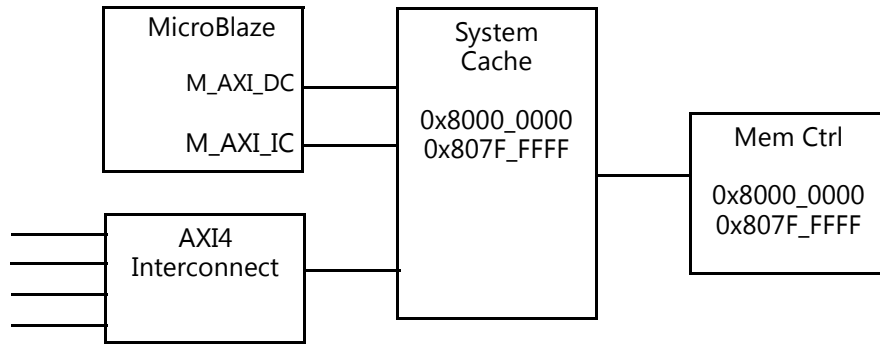 MicroBlaze
M_AXI_DC
M_AXI_IC
System
Cache
0x8000_0000
0x807F_FFFF
Mem Ctrl
0x8000_0000
0x807F_FFFF
AXI4
Interconnect